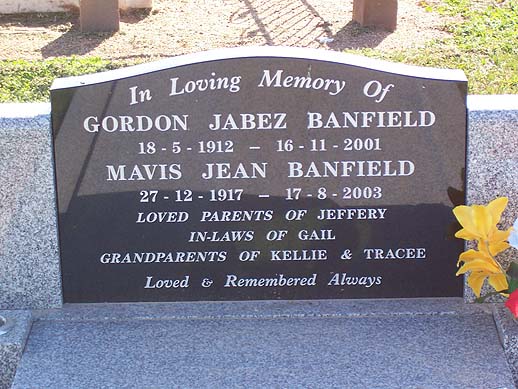 In Loving Memory Of
GORDON JABEZ BANFIELD
18 - 5 - 1912 – 16 - 11 - 2001
MAVIS JEAN BANFIELD
27 - 12 - 1917 – 17 - 8 - 2003
LOVED PARENTS OF JEFFERY
IN-LAWS OF GAIL
GRANDPARENTS OF KELLIE & TRACEE
Loved & Remembered Always